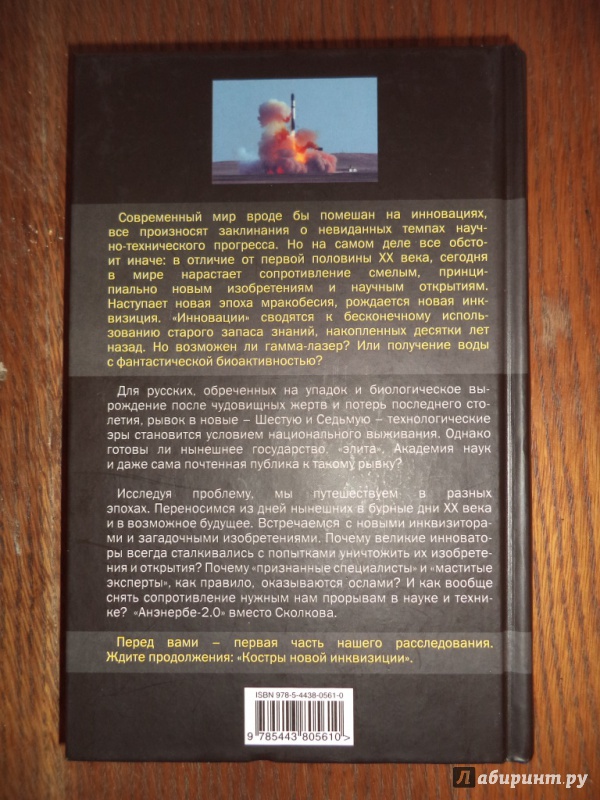 Современный мир вроде бы помешан на инновациях,
все произносят заклинания о невиданных темпах науч-
но-технического прогресса. Но на самом деле все обсто-
ит иначе: в отличие от первой половины XX века, сегодня
в мире нарастает сопротивление смелым, принци-
пиально новым изобретениям и научным открытиям.
Наступает новая эпоха мракобесия, рождается новая инк-
визиция. «Инновации» сводятся к бесконечному исполь-
зованию старого запаса знаний, накопленных десятки лет
назад. Но возможен ли гамма-лазер? Или получение воды
с фантастической биоактивностью?
Для русских, обреченных на упадок и биологическое вы-
рождение после чудовищных жертв и потерь последнего сто-
летия, рывок в новые – Шестую и Седьмую – технологические
эры становится условием национального выживания. Однако
готовы ли нынешнее государство, «элита», Академия наук
и даже сама почтенная публика к такому рывку?
Исследуя проблему, мы путешествуем в разных
эпохах. Переносимся из дней нынешних в бурные дни XX века
и в возможное будущее. Встречаемся с новыми инквизитора-
ми и загадочными изобретениями. Почему великие инновато-
ры всегда сталкивались с попытками уничтожить их изобрете-
ния и открытия? Почему «признанные специалисты» и «маститые
эксперты», как правило, оказываются ослами? И как вообще
снять сопротивление нужным нам прорывам в науке и техни-
ке? «Анэнербе-2.0» вместо Сколкова.
Перед вами – первая часть нашего расследования.
Ждите продолжения: «Костры новой инквизиции».
ISBN 978-5-4438-0561-0
9 785443 805610 >
Лабиринт.ру